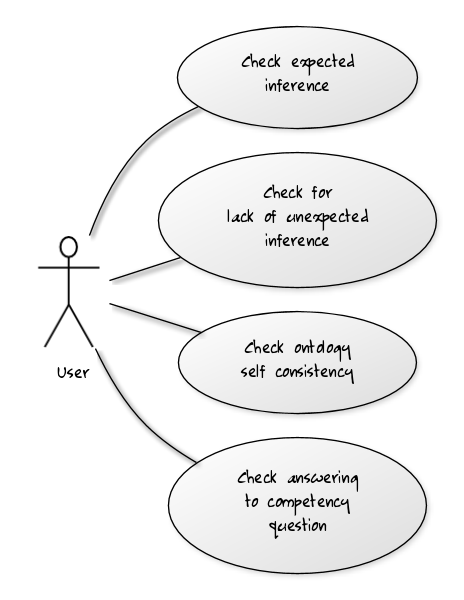 Check expected
inference
Check for
lack of unexpected
inference
Check ontology
self consistency
User
Check answering
to competency
question